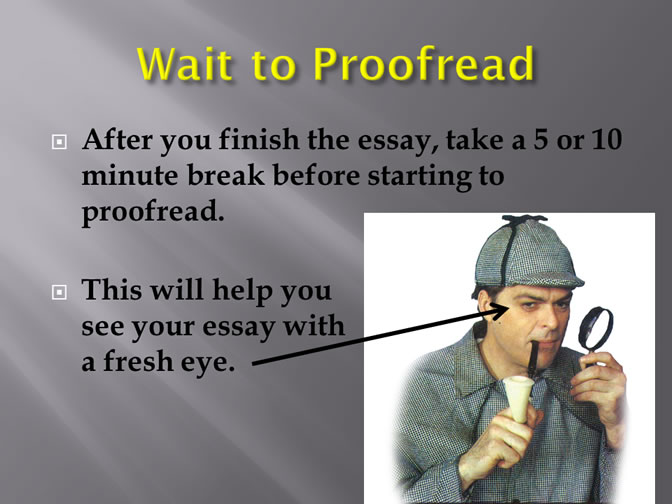 Wait to Proofread
After you finish the essay, take a 5 or 10
minute break before starting to
proofread.
This will help you
see your essay with
a fresh eye.